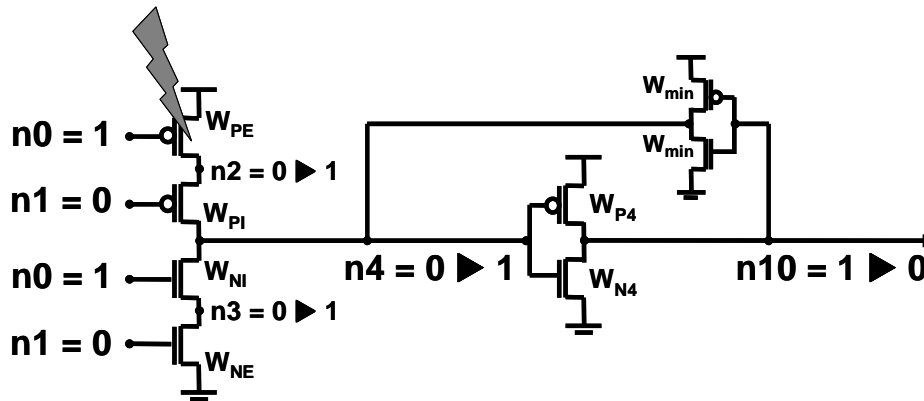 W_min
W_PE
n0 = 1
W_min
n2 = 0 ► 1
n1 = 0
W_PI
W_P4
W_NI
n4 = 0 ► 1
n10 = 1 ► 0
n0 = 1
W_N4
n3 = 0 ► 1
n1 = 0
W_NE